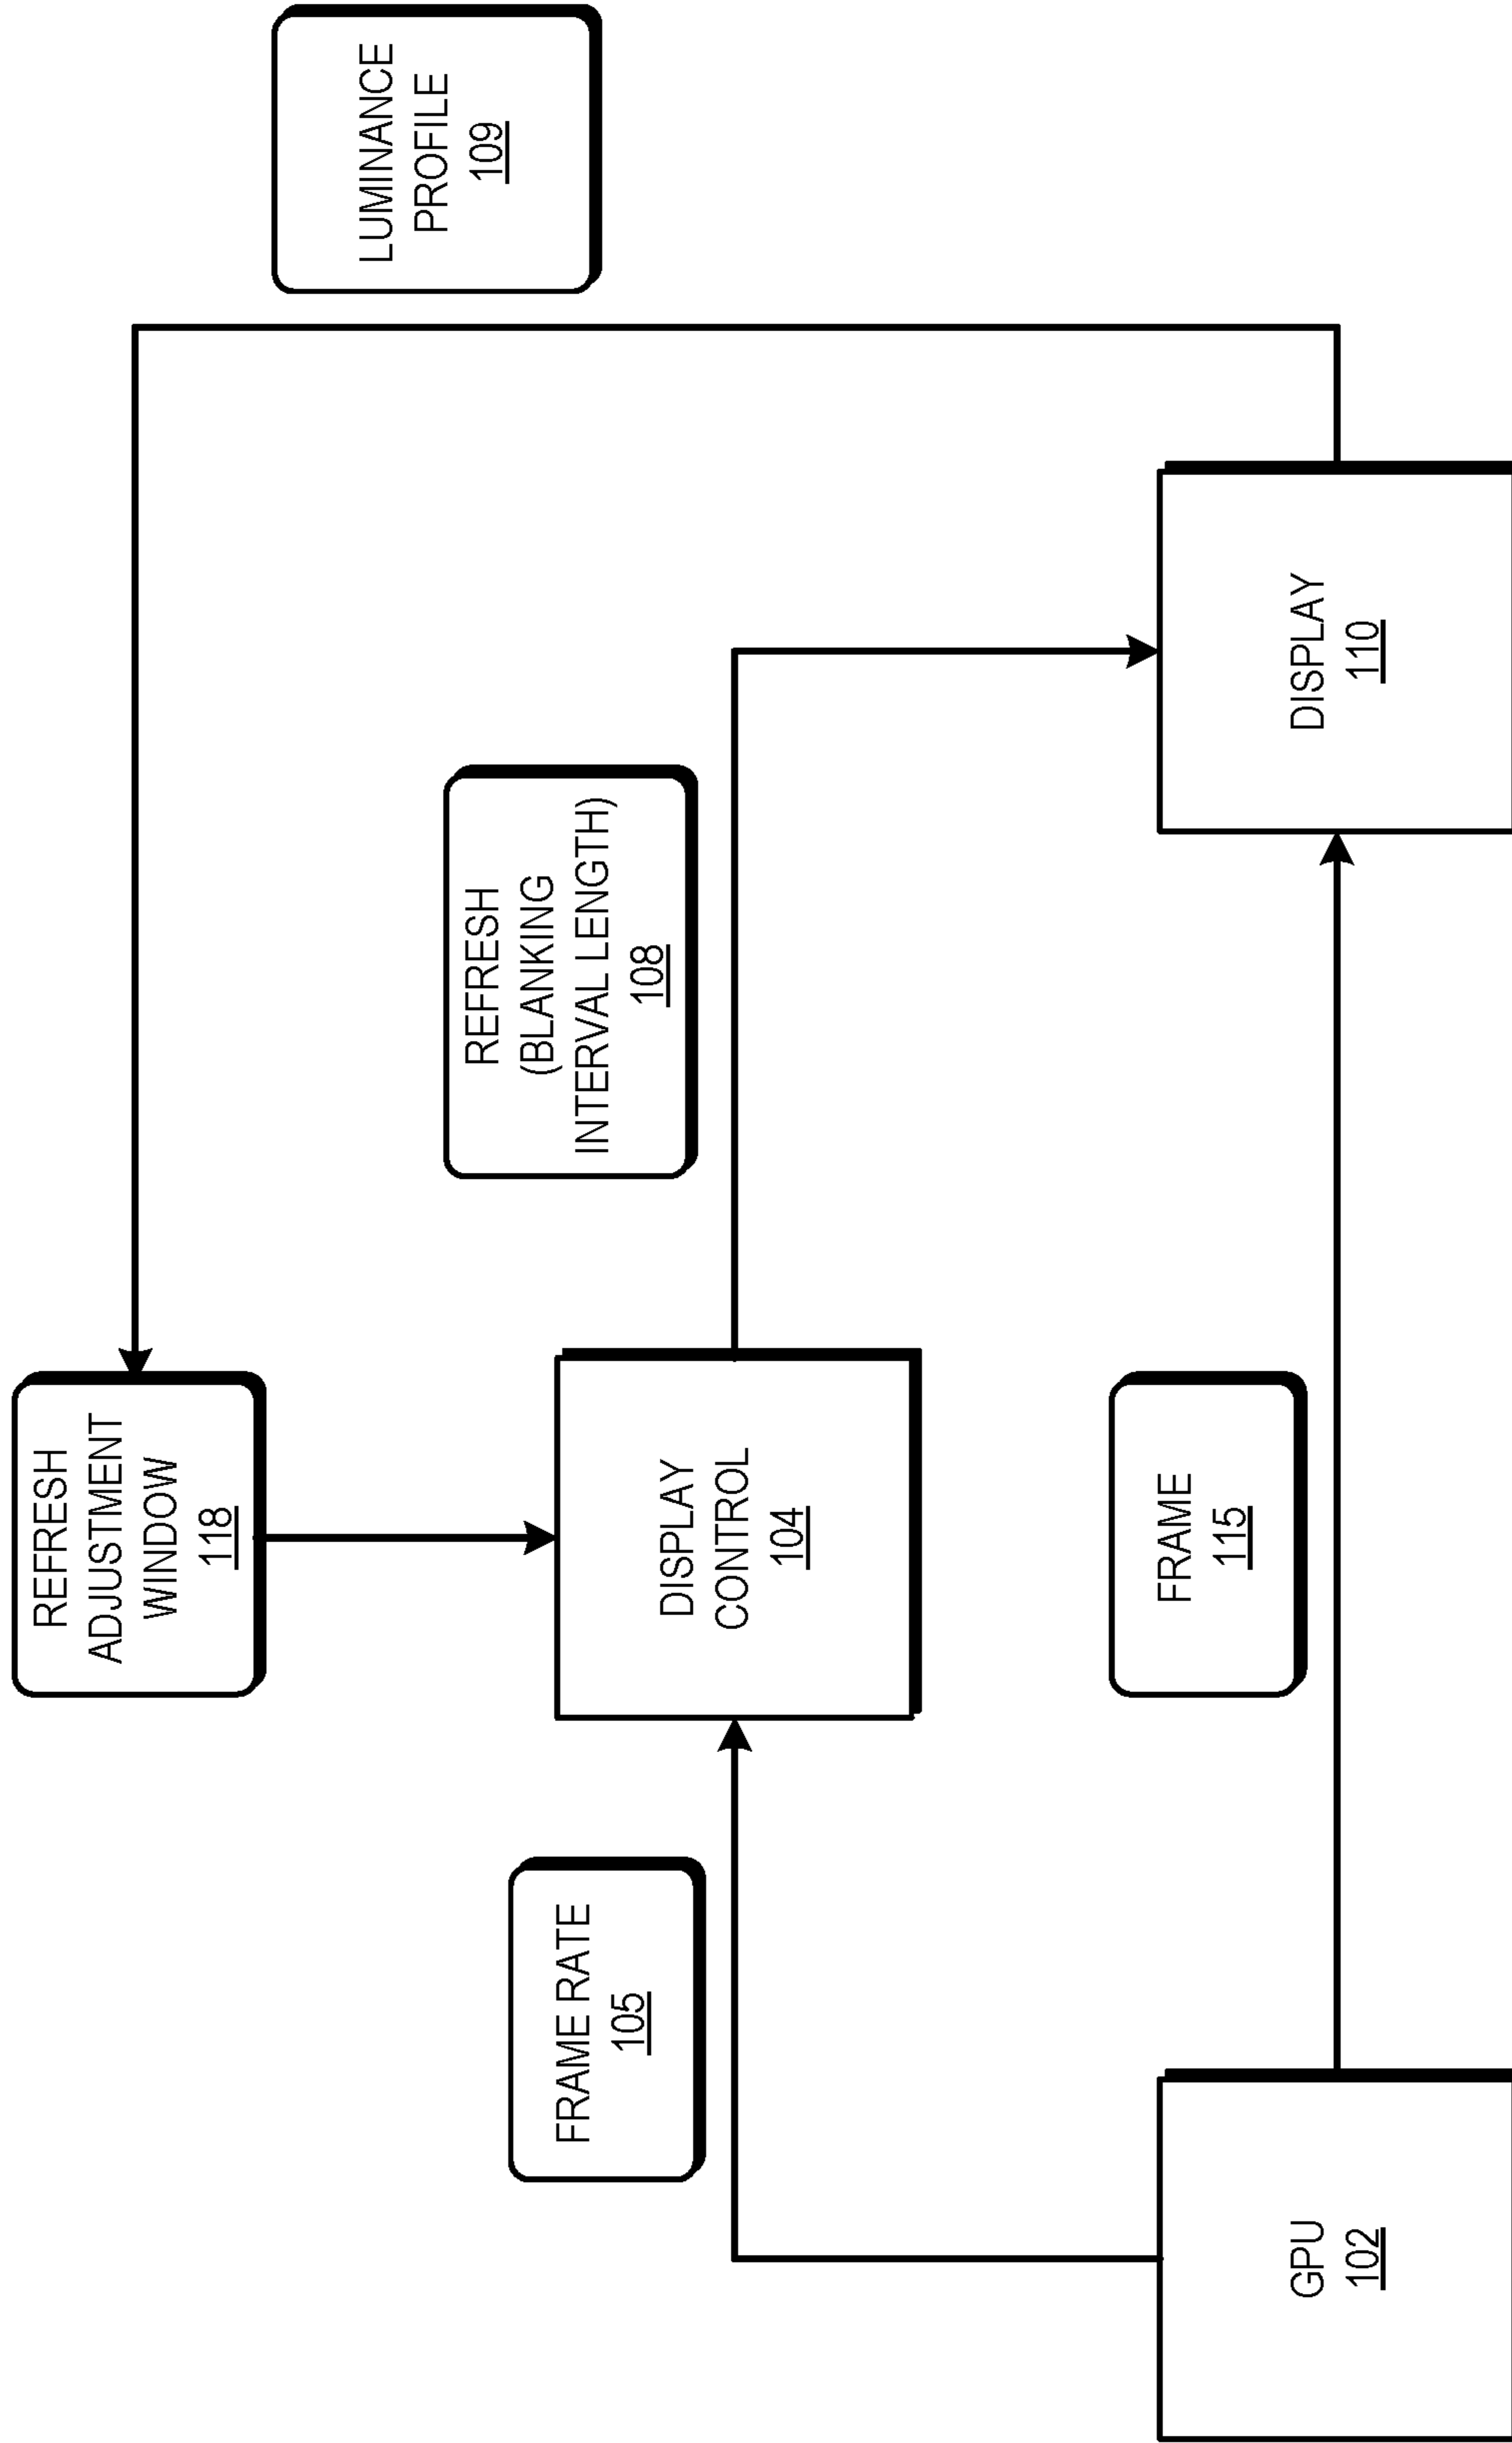 REFRESH
ADJUSTMENT
WINDOW
118
LUMINANCE
PROFILE
109
REFRESH
(BLANKING
INTERVAL LENGTH)
108
FRAME RATE
105
DISPLAY
CONTROL
104
FRAME
115
GPU
102
DISPLAY
110